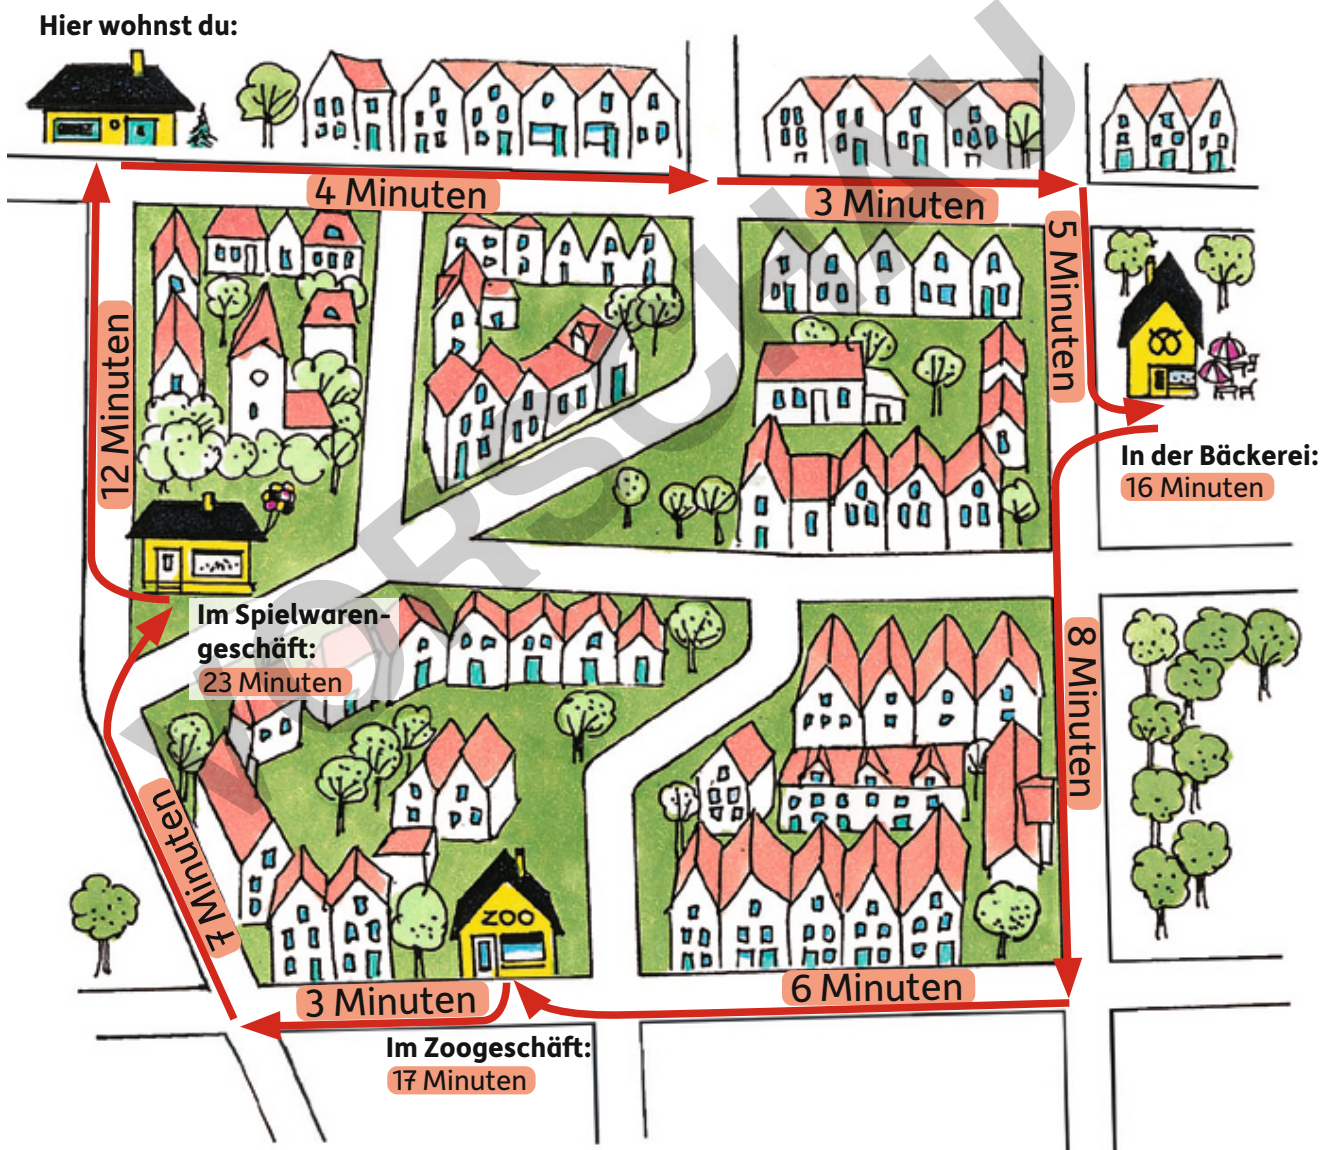 Hier wohnst du:
4 Minuten
3 Minuten
5 Minuten
12 Minuten
In der Bäckerei:
16 Minuten
Im Spielwaren-
geschäft:
23 Minuten
8 Minuten
7 Minuten
ZOO
3 Minuten
6 Minuten
Im Zoogeschäft:
17 Minuten
VORSCHAU